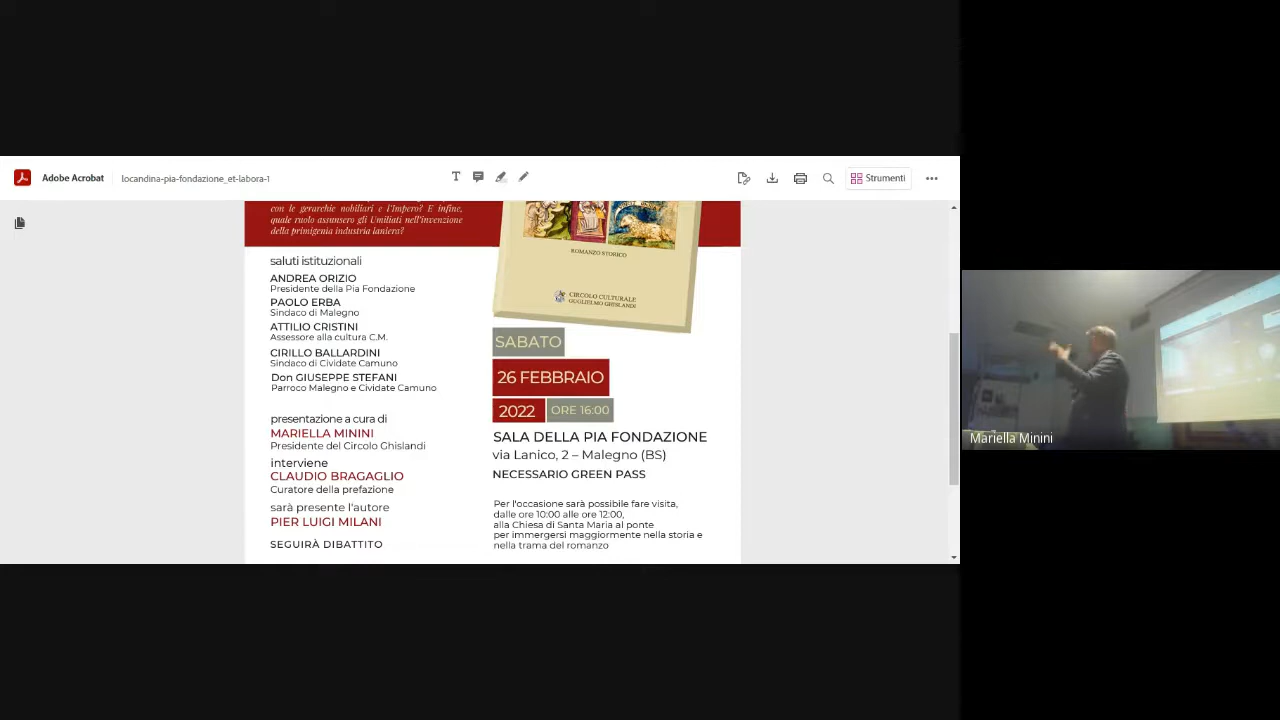 Adobe Acrobat
locandina-pia-fondazione_et-labora-1
Strumenti
con le gerarchie nobiliari e l'Impero? E infine,
quale ruolo assunsero gli Umiliati nell'invenzione
della primigenia industria laniera?
ROMANZO STORICO
CIRCOLO CULTURALE
GUGLIELMO GHISLANDI
saluti istituzionali
ANDREA ORIZIO
Presidente della Pia Fondazione
PAOLO ERBA
Sindaco di Malegno
ATTILIO CRISTINI
Assessore alla cultura C.M.
CIRILLO BALLARDINI
Sindaco di Cividate Camuno
Don GIUSEPPE STEFANI
Parroco Malegno e Cividate Camuno
presentazione a cura di
MARIELLA MININI
Presidente del Circolo Ghislandi
interviene
CLAUDIO BRAGAGLIO
Curatore della prefazione
sarà presente l'autore
PIER LUIGI MILANI
SEGUIRÀ DIBATTITO
SABATO
26 FEBBRAIO
2022 ORE 16:00
SALA DELLA PIA FONDAZIONE
via Lanico, 2 – Malegno (BS)
NECESSARIO GREEN PASS
Per l'occasione sarà possibile fare visita,
dalle ore 10:00 alle ore 12:00,
alla Chiesa di Santa Maria al ponte
per immergersi maggiormente nella storia e
nella trama del romanzo
Mariella Minini